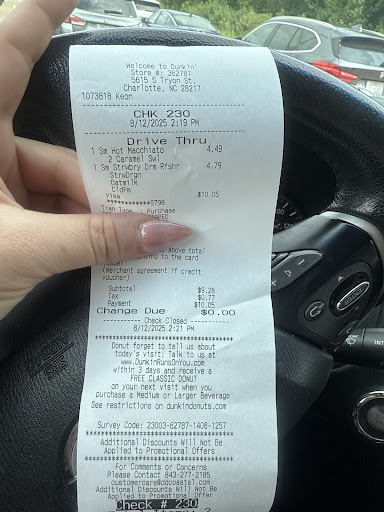 Welcome to Dunkin'
Store #: 362787
5615 S Tryon St.
Charlotte, NC 28217
1073818 Keon
CHK 230
8/12/2025 2:19 PM
Drive Thru
1 Sm Hot Macchiato 4.49
2 Caramel Swl
1 Sm Strwbry Drm Rfshr 4.79
StrwDrgn
Oatmilk
CldFm
Visa $10.05
************9798
Tran Type : Purchase
above total
to the card
(merchant agreement if credit
voucher)
Subtotal $9.28
Tax $0.77
Payment $10.05
Change Due $0.00
----------- Check Closed -----------
8/12/2025 2:21 PM
Donut forget to tell us about
today's visit! Talk to us at
www.DunkinRunsOnYou.com
within 3 days and receive a
FREE CLASSIC DONUT
on your next visit when you
purchase a Medium or Larger Beverage
See restrictions on dunkindonuts.com
Survey Code: 23003-62787-1408-1257
Additional Discounts Will Not Be
Applied to Promotional Offers
For Comments or Concerns
Please Contact 843-277-2185
customercare@ddcoastal.com
Additional Discounts Will Not Be
Applied to Promotional Offer
Check # 230